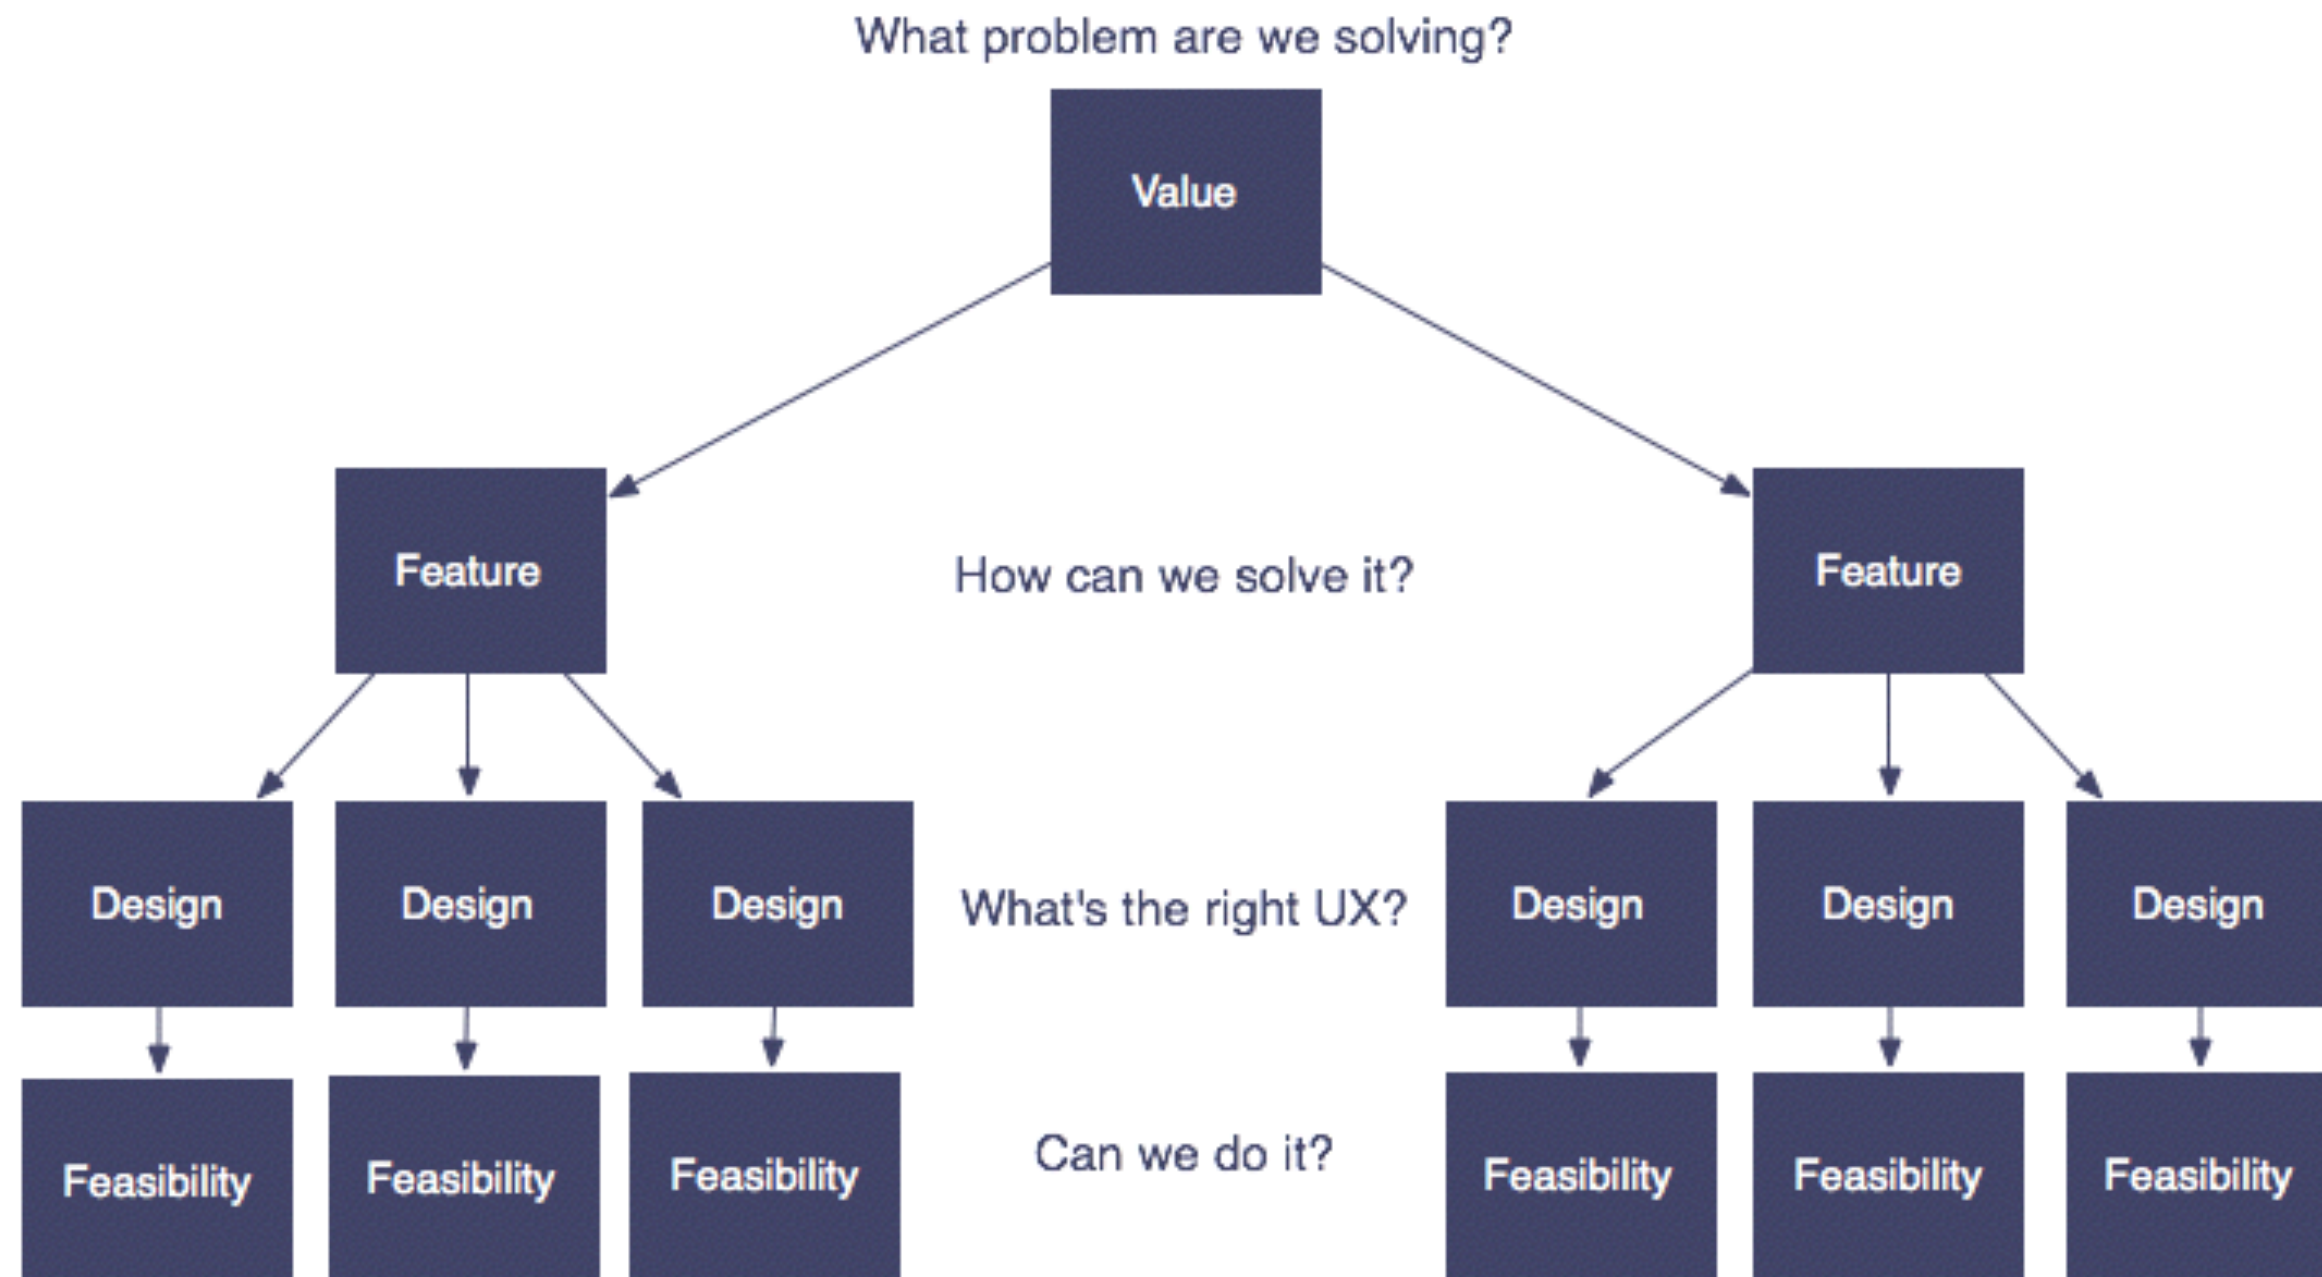 What problem are we solving?
Value
Feature
How can we solve it?
Feature
Design
Design
Design
What's the right UX?
Design
Design
Design
Feasibility
Feasibility
Feasibility
Can we do it?
Feasibility
Feasibility
Feasibility